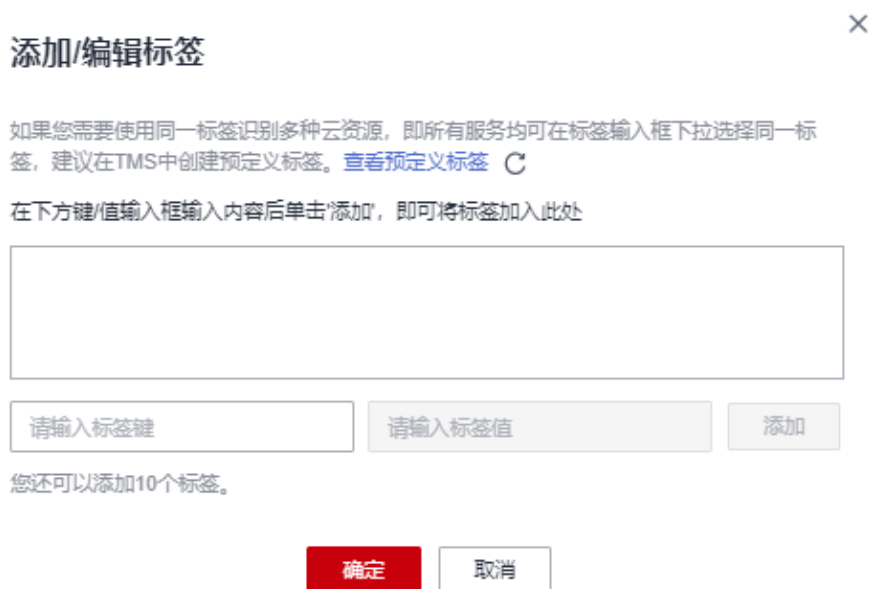 添加/编辑标签
如果您需要使用同一标签识别多种云资源，即所有服务均可在标签输入框下拉选择同一标
签，建议在TMS中创建预定义标签。查看预定义标签
在下方键/值输入框输入内容后单击'添加'，即可将标签加入此处
请输入标签键 请输入标签值 添加
您还可以添加10个标签。
确定 取消